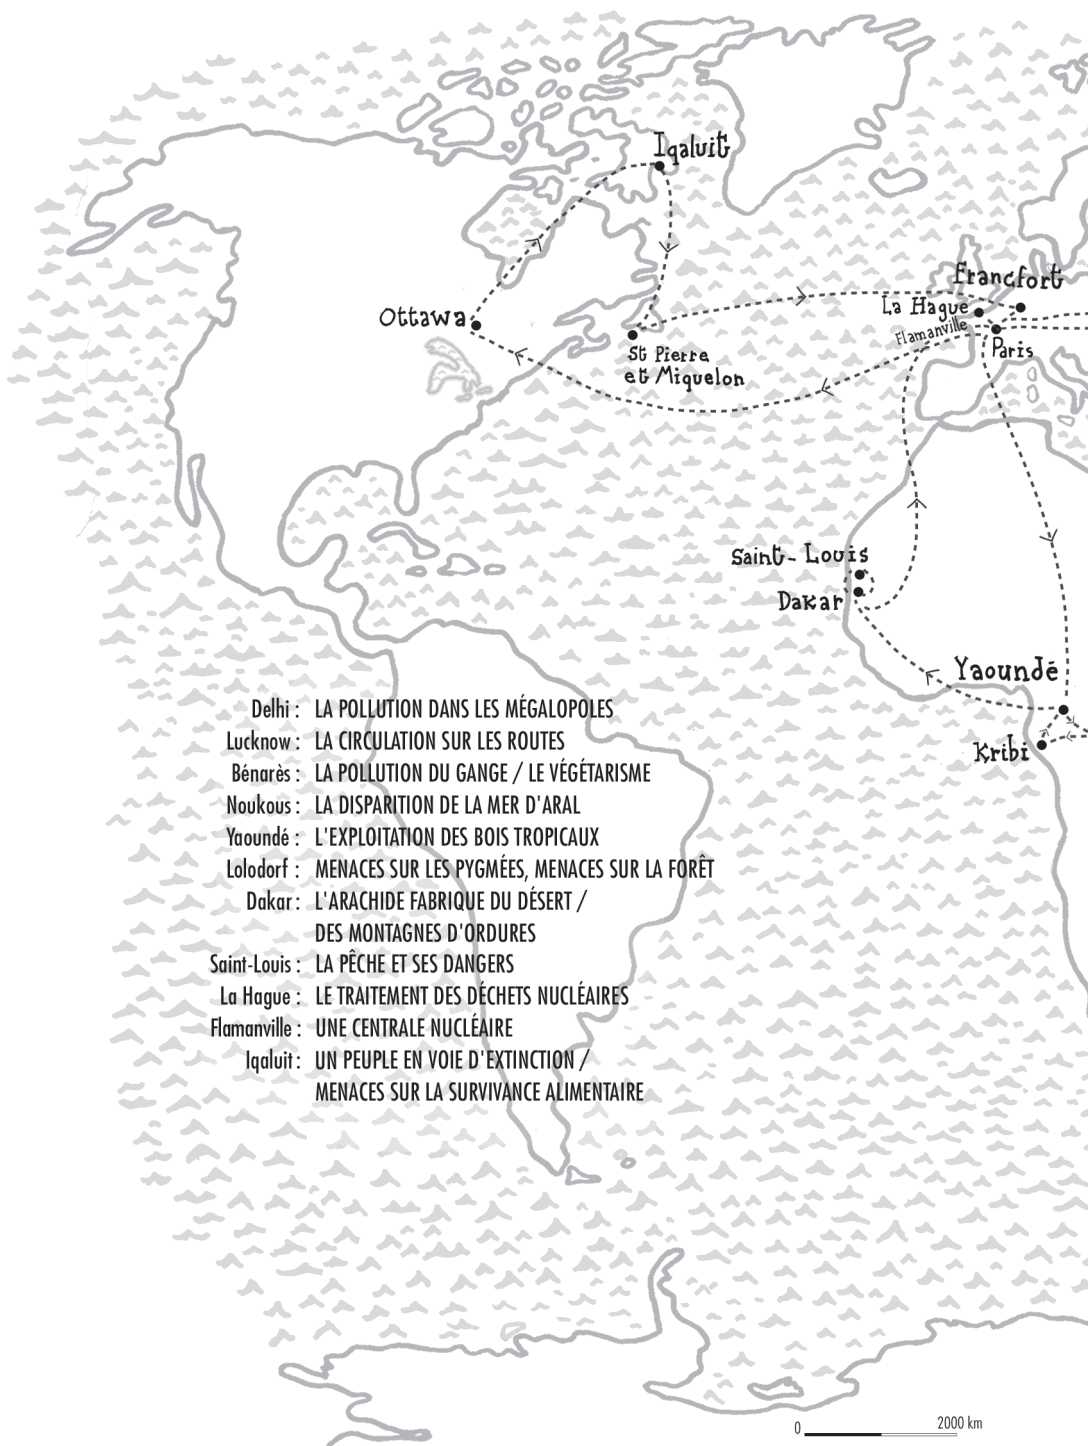 Iqaluit
Francfort
La Hague
Ottawa
Flamanville
Paris
St Pierre
et Miquelon
Saint-Louis
Dakar
Yaoundé
Kribi
Delhi : LA POLLUTION DANS LES MÉGALOPOLES
Lucknow : LA CIRCULATION SUR LES ROUTES
Bénarès : LA POLLUTION DU GANGE / LE VÉGÉTARISME
Noukous : LA DISPARITION DE LA MER D'ARAL
Yaoundé : L'EXPLOITATION DES BOIS TROPICAUX
Lolodorf : MENACES SUR LES PYGMÉES, MENACES SUR LA FORÊT
Dakar : L'ARACHIDE FABRIQUE DU DÉSERT /
DES MONTAGNES D'ORDURES
Saint-Louis : LA PÊCHE ET SES DANGERS
La Hague : LE TRAITEMENT DES DÉCHETS NUCLÉAIRES
Flamanville : UNE CENTRALE NUCLÉAIRE
Iqaluit : UN PEUPLE EN VOIE D'EXTINCTION /
MENACES SUR LA SURVIVANCE ALIMENTAIRE
0 2000 km